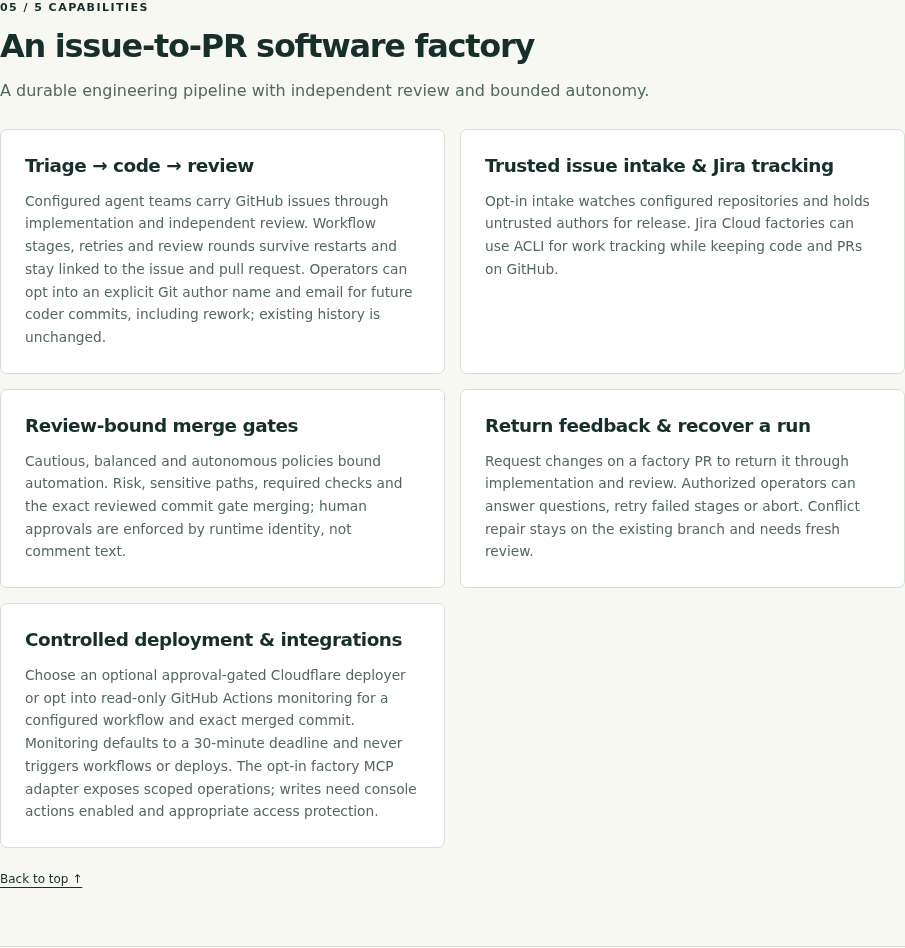 05 / 5 CAPABILITIES
An issue-to-PR software factory
A durable engineering pipeline with independent review and bounded autonomy.
Triage → code → review
Configured agent teams carry GitHub issues through
implementation and independent review. Workflow
stages, retries and review rounds survive restarts and
stay linked to the issue and pull request. Operators can
opt into an explicit Git author name and email for future
coder commits, including rework; existing history is
unchanged.
Trusted issue intake & Jira tracking
Opt-in intake watches configured repositories and holds
untrusted authors for release. Jira Cloud factories can
use ACLI for work tracking while keeping code and PRs
on GitHub.
Review-bound merge gates
Cautious, balanced and autonomous policies bound
automation. Risk, sensitive paths, required checks and
the exact reviewed commit gate merging; human
approvals are enforced by runtime identity, not
comment text.
Return feedback & recover a run
Request changes on a factory PR to return it through
implementation and review. Authorized operators can
answer questions, retry failed stages or abort. Conflict
repair stays on the existing branch and needs fresh
review.
Controlled deployment & integrations
Choose an optional approval-gated Cloudflare deployer
or opt into read-only GitHub Actions monitoring for a
configured workflow and exact merged commit.
Monitoring defaults to a 30-minute deadline and never
triggers workflows or deploys. The opt-in factory MCP
adapter exposes scoped operations; writes need console
actions enabled and appropriate access protection.
Back to top ↑